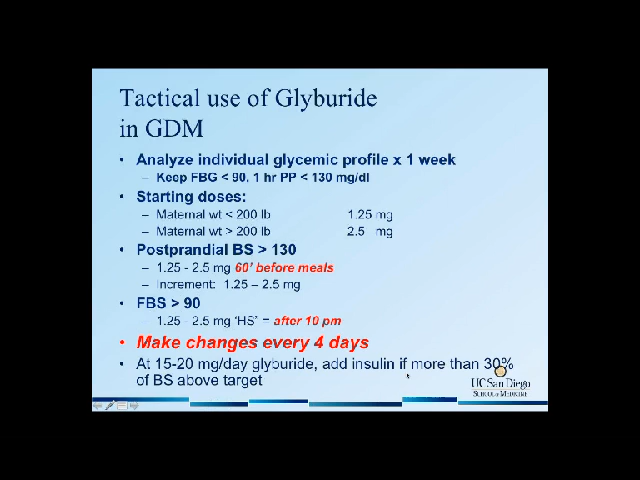 Tactical use of Glyburide
in GDM
• Analyze individual glycemic profile x 1 week
– Keep FBG < 90, 1 hr PP < 130 mg/dl
• Starting doses:
– Maternal wt < 200 lb 1.25 mg
– Maternal wt > 200 lb 2.5 mg
• Postprandial BS > 130
– 1.25 - 2.5 mg 60' before meals
– Increment: 1.25 – 2.5 mg
• FBS > 90
1.25 - 2.5 mg 'HS' = after 10 pm
• Make changes every 4 days
• At 15-20 mg/day glyburide, add insulin if more than 30%
of BS above target
UC San Diego
SCHOOL OF MEDICINE